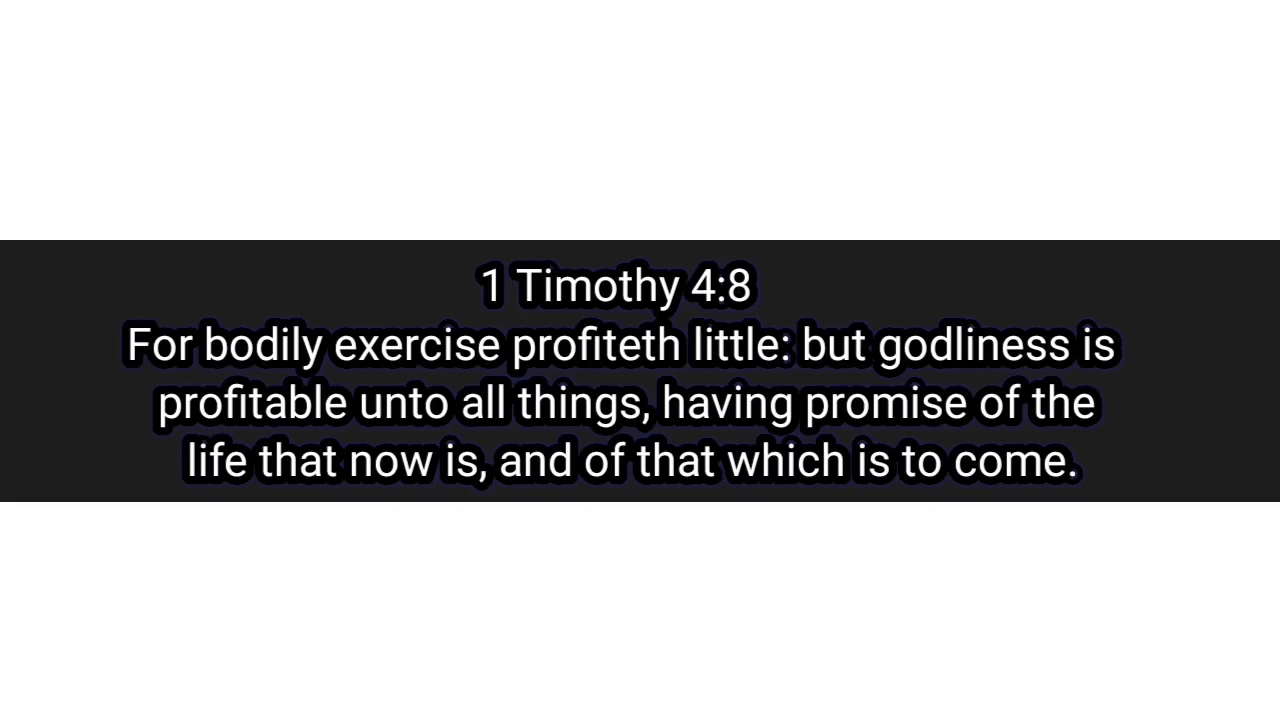 1 Timothy 4:8
For bodily exercise profiteth little: but godliness is
profitable unto all things, having promise of the
life that now is, and of that which is to come.